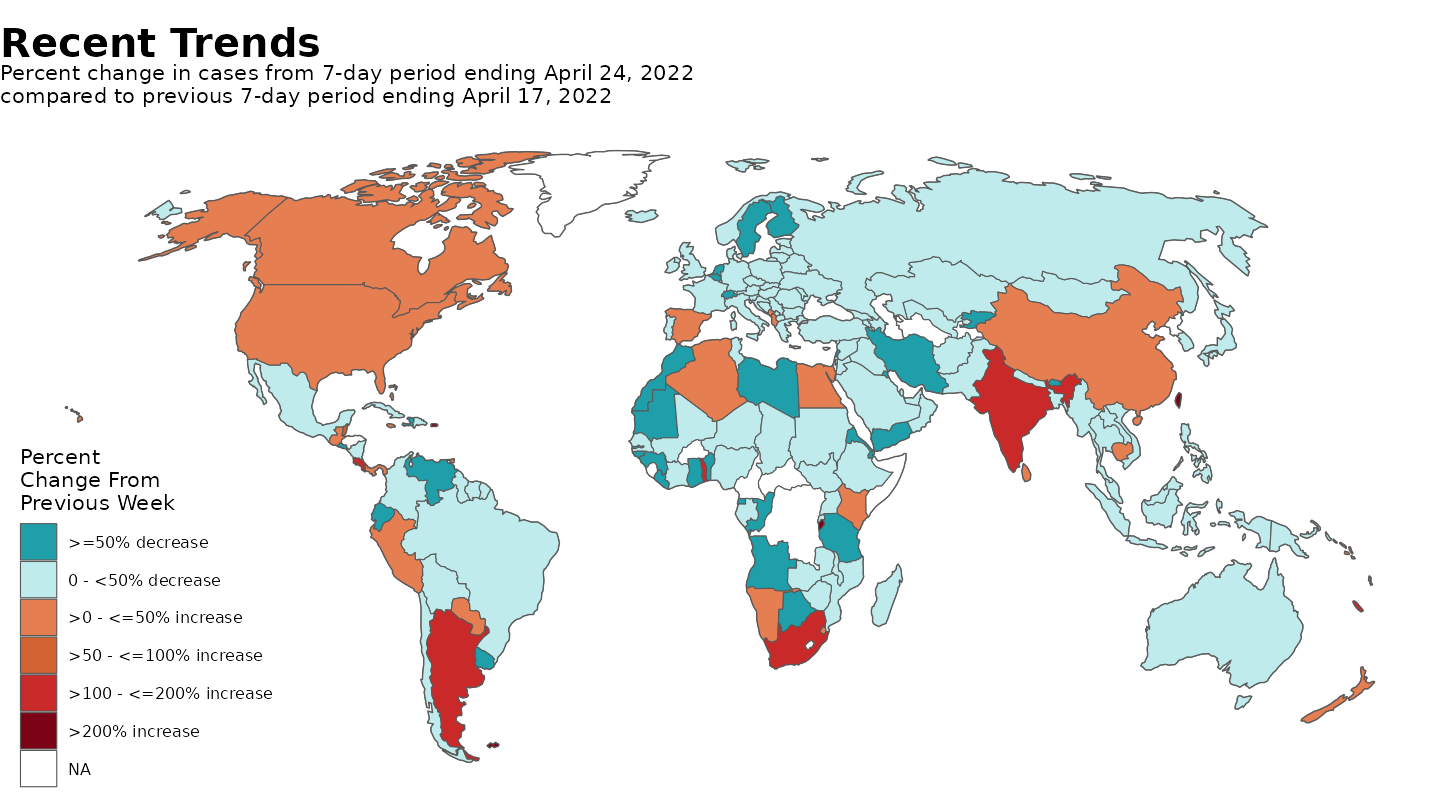 Recent Trends
Percent change in cases from 7-day period ending April 24, 2022
compared to previous 7-day period ending April 17, 2022
Percent
Change From
Previous Week
>=50% decrease
0 - <50% decrease
>0 - <=50% increase
>50 - <=100% increase
>100 - <=200% increase
>200% increase
NA